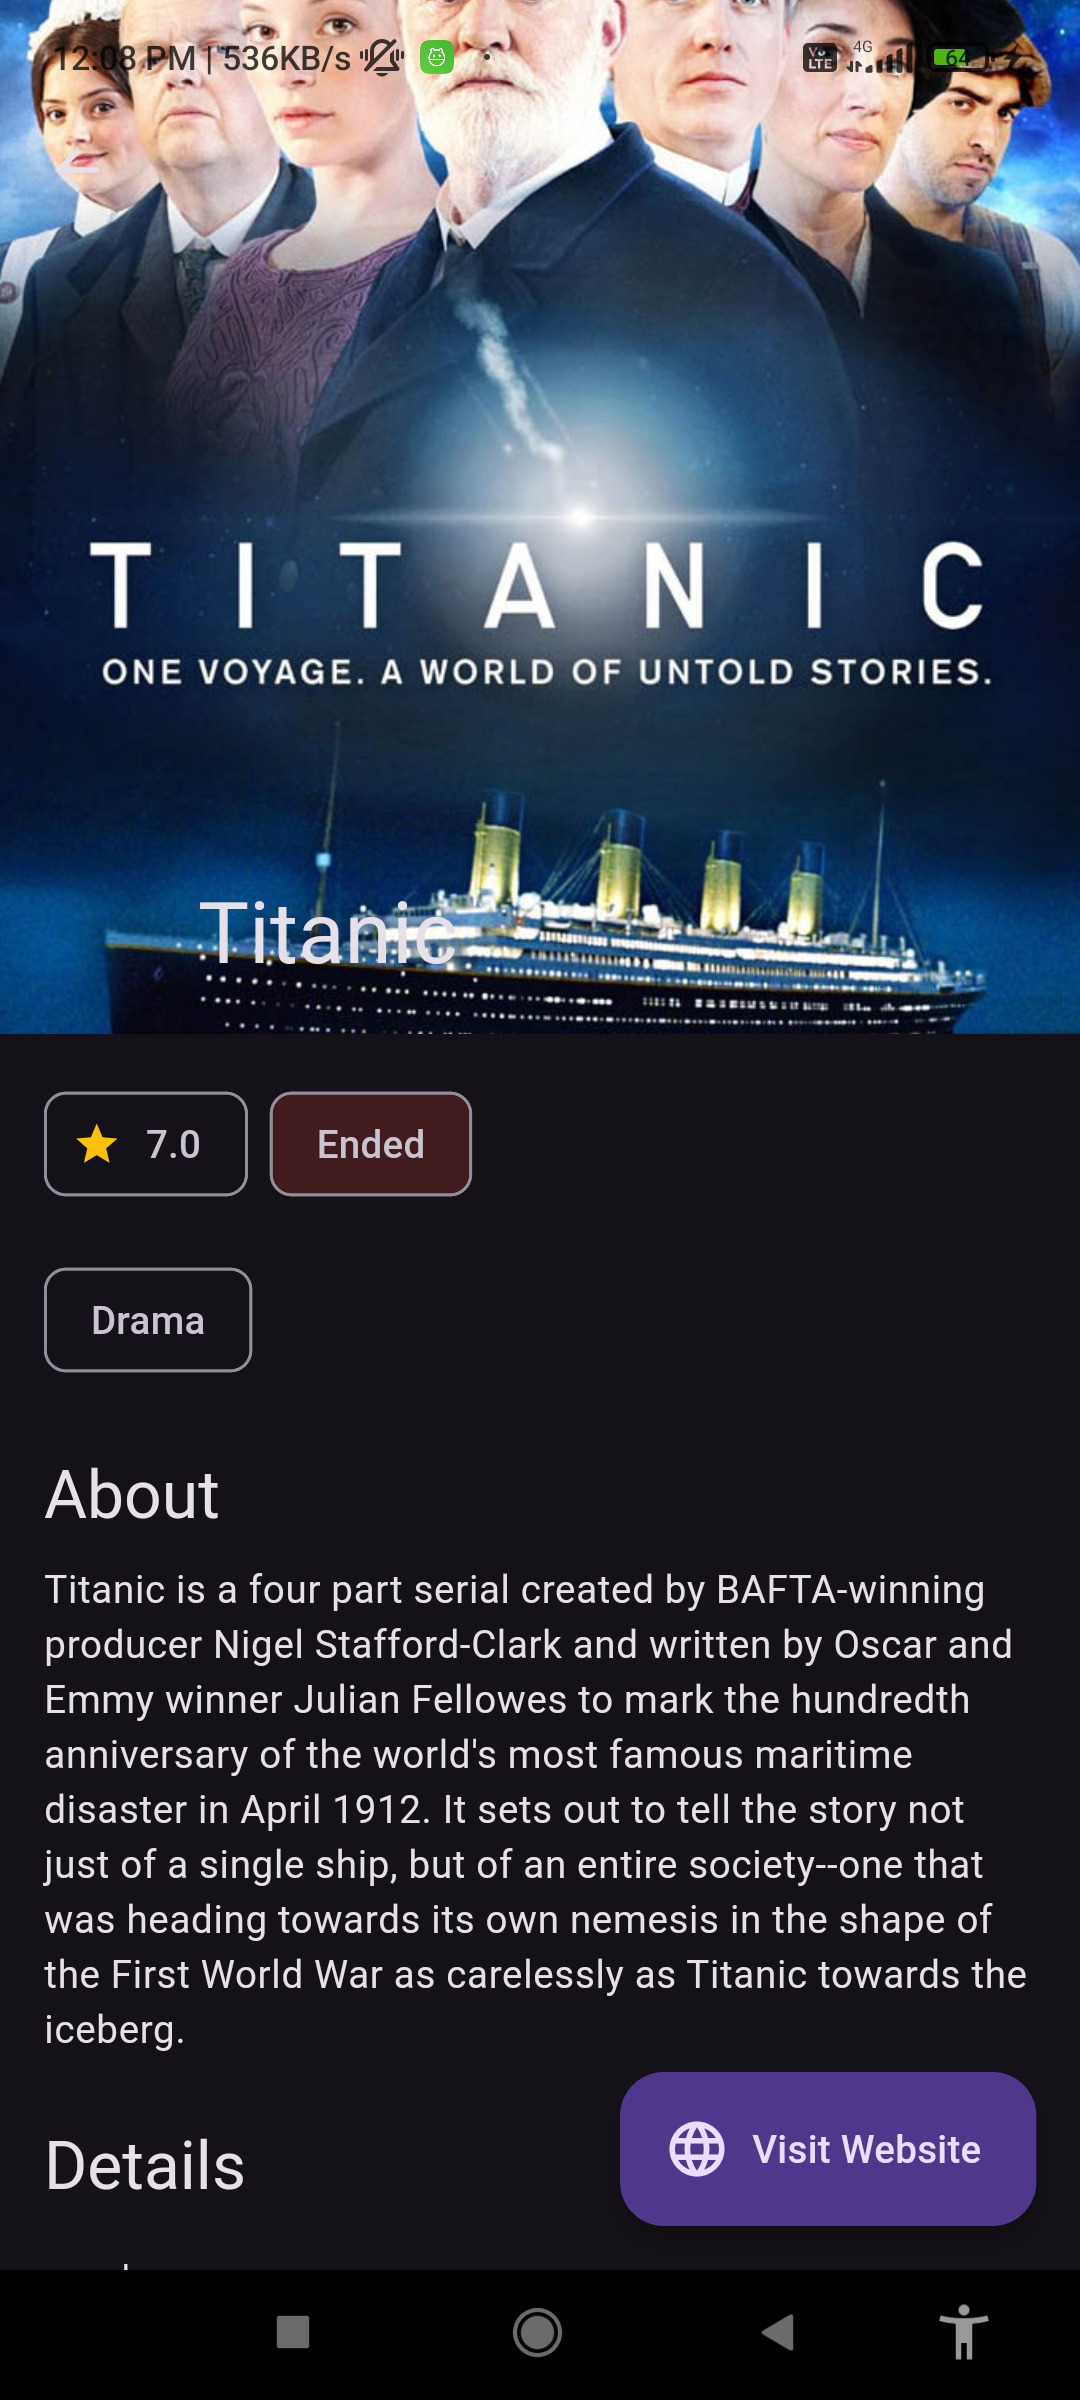 12:08 PM | 536KB/s
Vo LTE
4G
64
TITANIC
ONE VOYAGE. A WORLD OF UNTOLD STORIES.
Titanic
7.0
Ended
Drama
About
Titanic is a four part serial created by BAFTA-winning
producer Nigel Stafford-Clark and written by Oscar and
Emmy winner Julian Fellowes to mark the hundredth
anniversary of the world's most famous maritime
disaster in April 1912. It sets out to tell the story not
just of a single ship, but of an entire society--one that
was heading towards its own nemesis in the shape of
the First World War as carelessly as Titanic towards the
iceberg.
Details
Visit Website